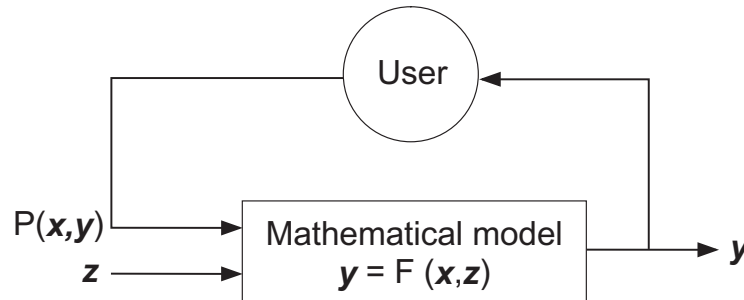 User
P(x,y)
Mathematical model
y = F (x,z)
y
z